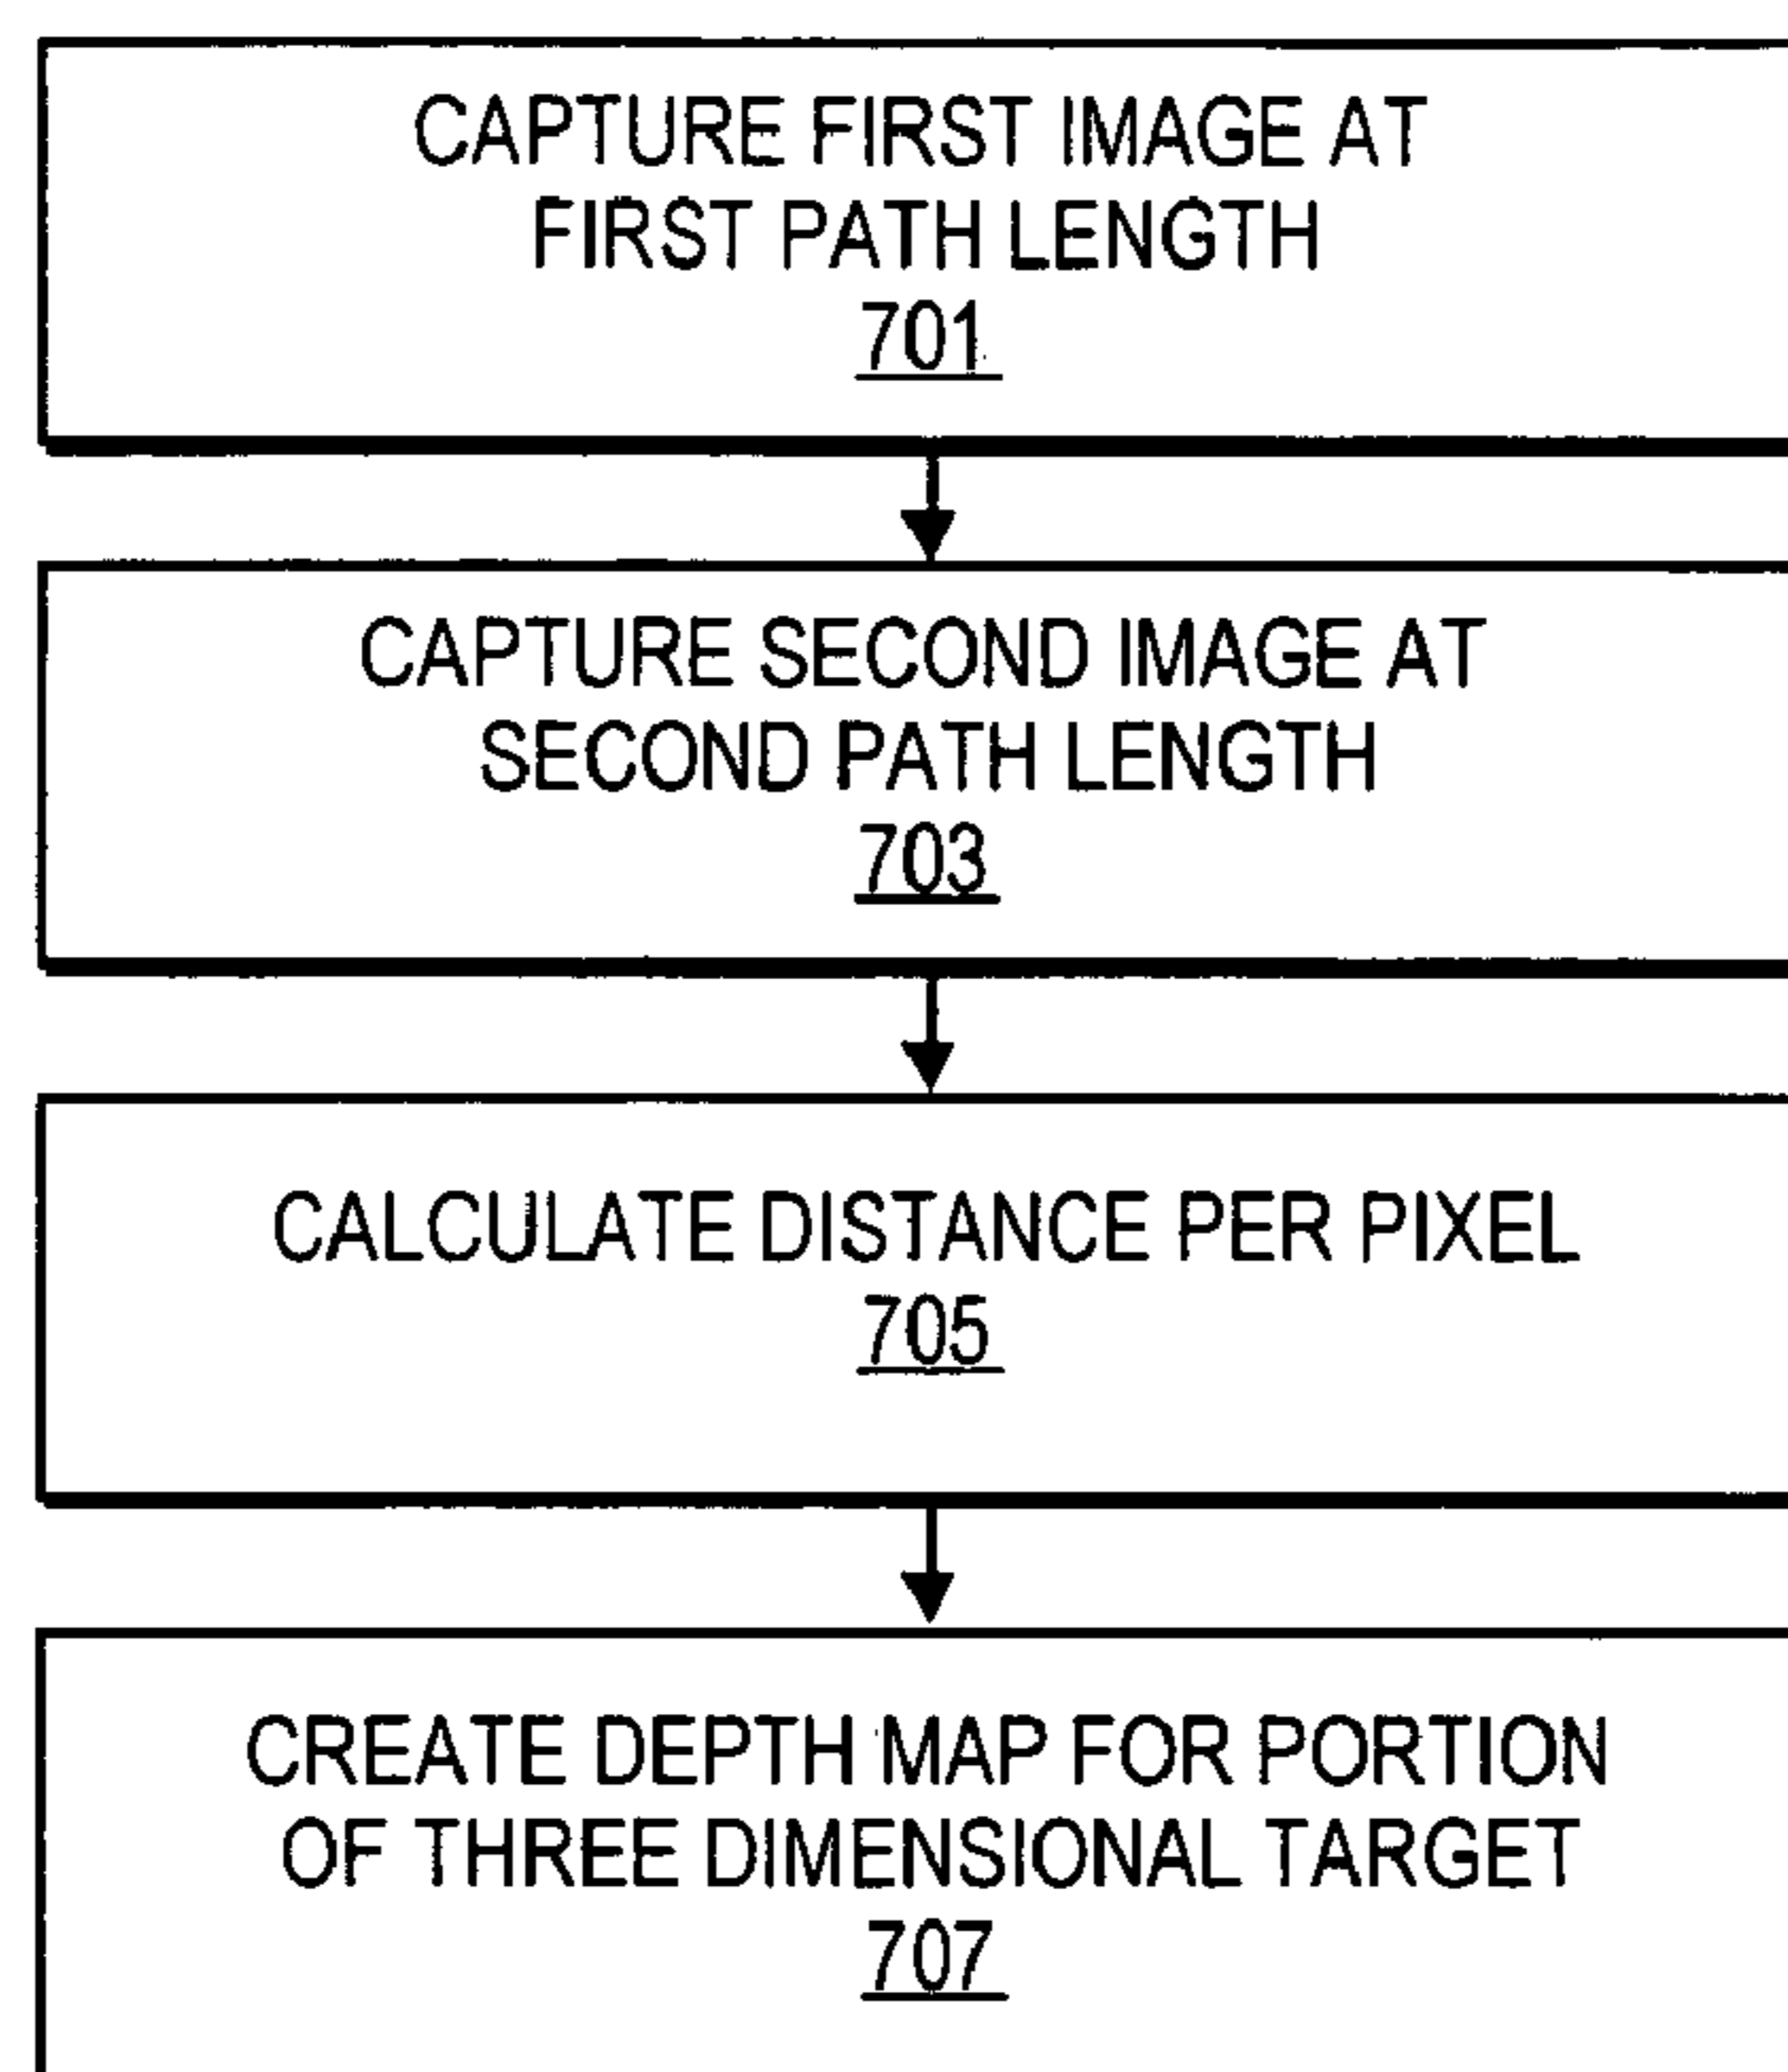 CAPTURE FIRST IMAGE AT
FIRST PATH LENGTH
701
CAPTURE SECOND IMAGE AT
SECOND PATH LENGTH
703
CALCULATE DISTANCE PER PIXEL
705
CREATE DEPTH MAP FOR PORTION
OF THREE DIMENSIONAL TARGET
707